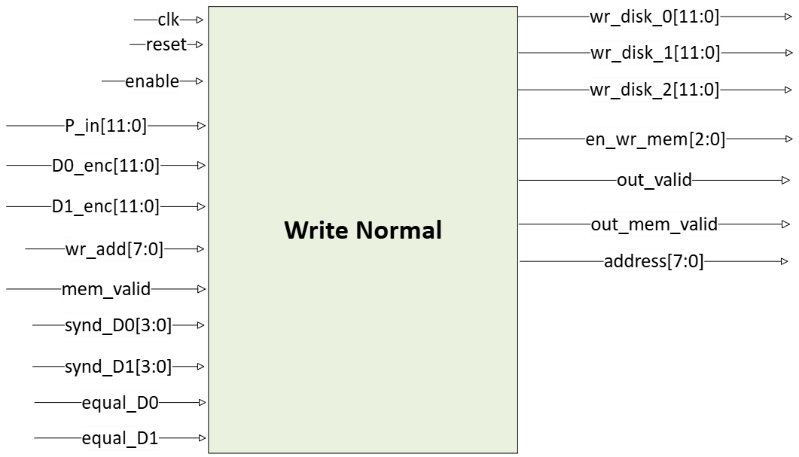 clk
reset
enable
P_in[11:0]
D0_enc[11:0]
D1_enc[11:0]
wr_add[7:0]
mem_valid
synd_D0[3:0]
synd_D1[3:0]
equal_D0
equal_D1
Write Normal
wr_disk_0[11:0]
wr_disk_1[11:0]
wr_disk_2[11:0]
en_wr_mem[2:0]
out_valid
out_mem_valid
address[7:0]